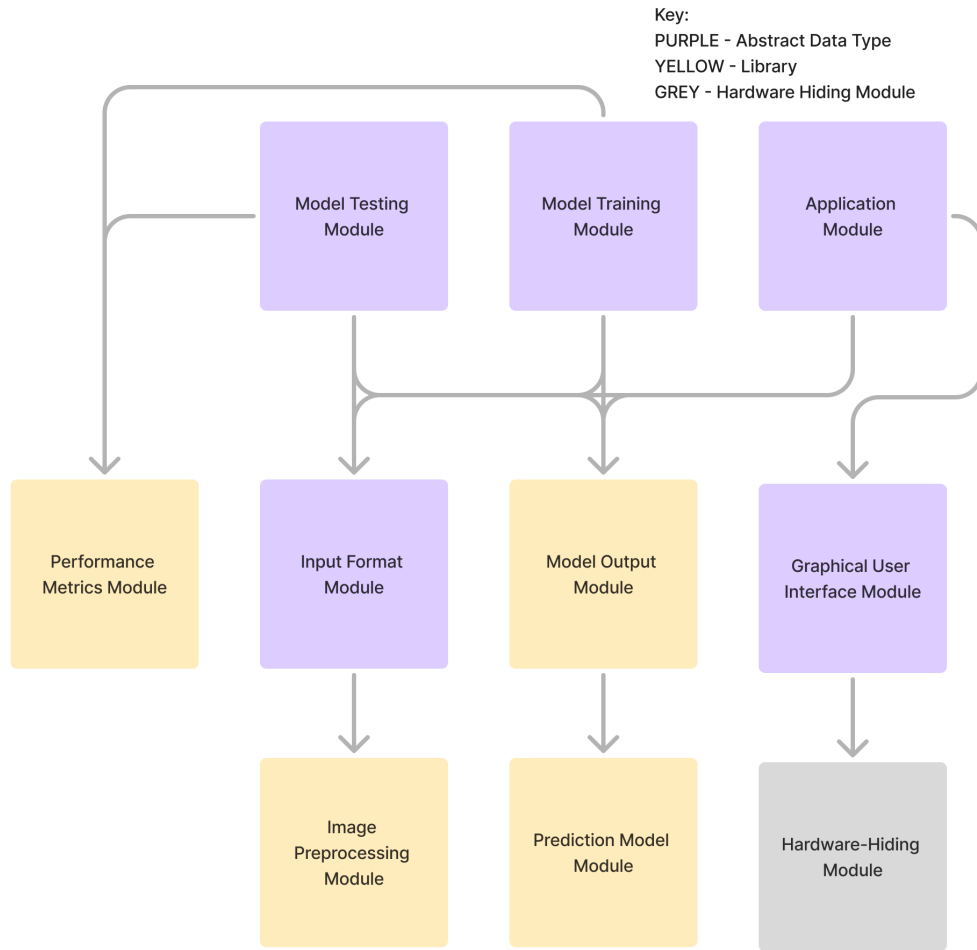 Key:
PURPLE - Abstract Data Type
YELLOW - Library
GREY - Hardware Hiding Module
Model Testing
Module
Model Training
Module
Application
Module
Performance
Metrics Module
Input Format
Module
Model Output
Module
Graphical User
Interface Module
Image
Preprocessing
Module
Prediction Model
Module
Hardware-Hiding
Module